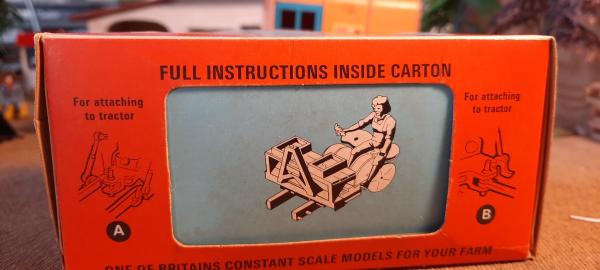 FULL INSTRUCTIONS INSIDE CARTON
For attaching
to tractor
For attaching
to tractor
A
B
ONE OF BRITAINS CONSTANT SCALE MODELS FOR YOUR FARM